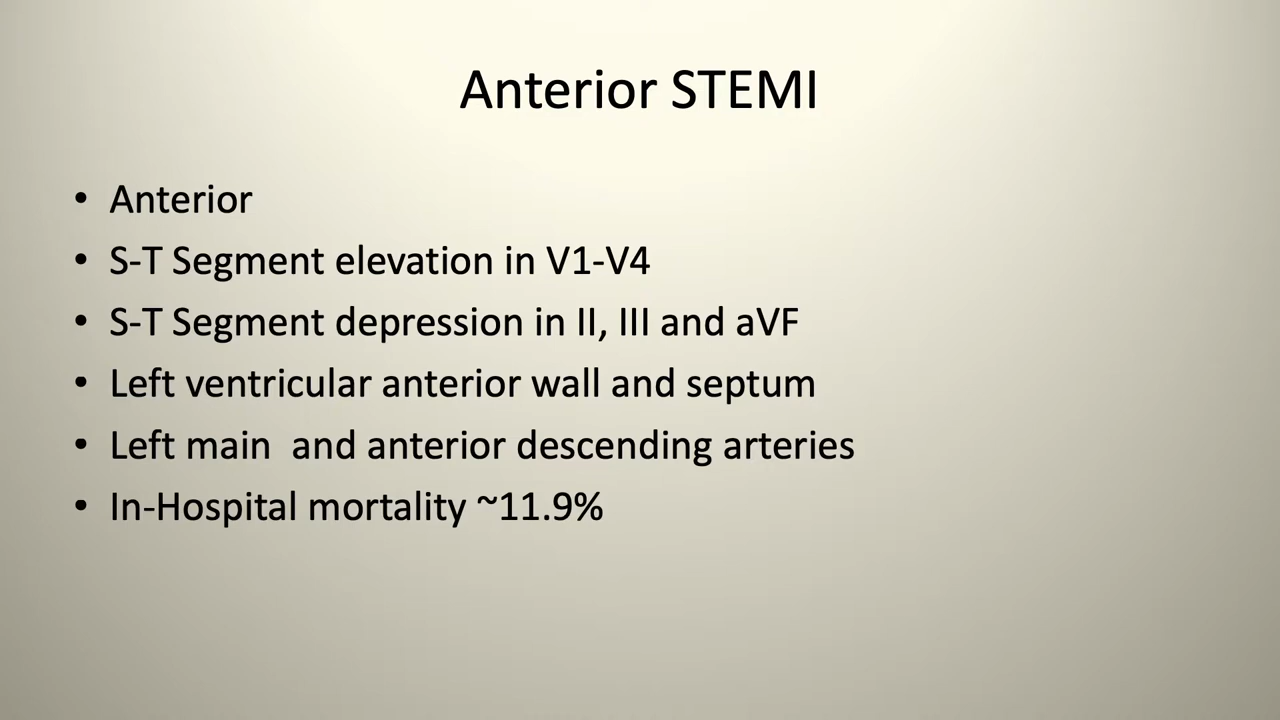 Anterior STEMI
• Anterior
• S-T Segment elevation in V1-V4
• S-T Segment depression in II, III and aVF
• Left ventricular anterior wall and septum
• Left main  and anterior descending arteries
• In-Hospital mortality ~11.9%